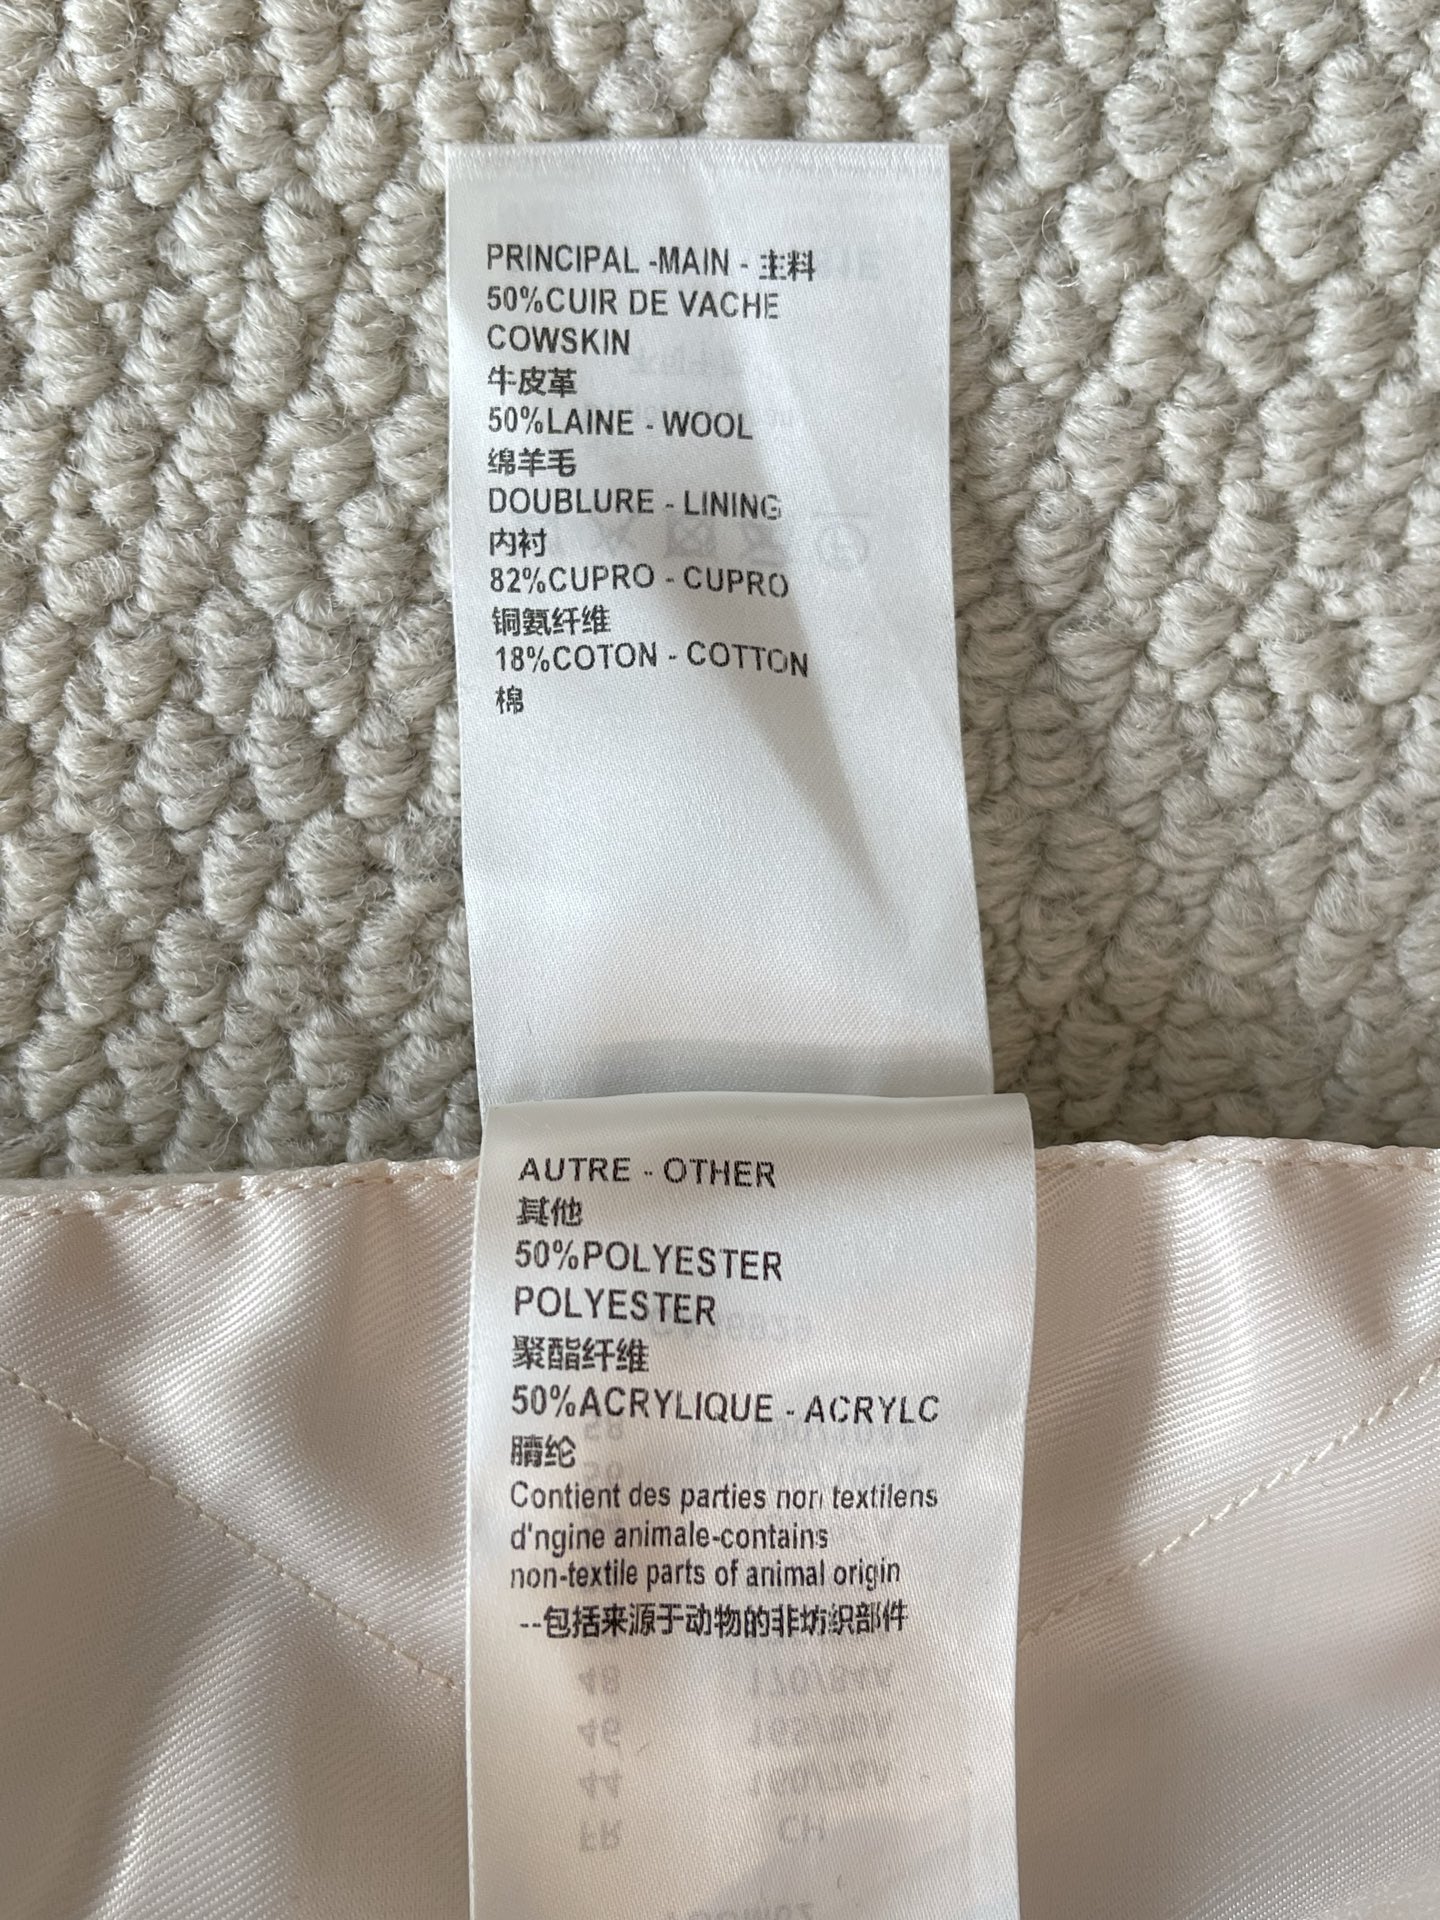 PRINCIPAL -MAIN - 主料
50%CUIR DE VACHE
COWSKIN
牛皮革
50%LAINE - WOOL
绵羊毛
DOUBLURE - LINING
内衬
82%CUPRO - CUPRO
铜氨纤维
18%COTON - COTTON
棉
AUTRE - OTHER
其他
50%POLYESTER
POLYESTER
聚酯纤维
50%ACRYLIQUE - ACRYLC
腈纶
Contient des parties non textilens
d'ngine animale-contains
non-textile parts of animal origin
--包括来源于动物的非纺织部件